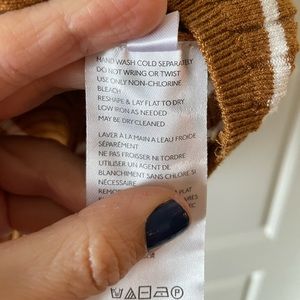 HAND WASH COLD SEPARATELY
DO NOT WRING OR TWIST
USE ONLY NON-CHLORINE
BLEACH
RESHAPE & LAY FLAT TO DRY
LOW IRON AS NEEDED
MAY BE DRY CLEANED
LAVER À LA MAIN A L'EAU FROIDE
SÉPARÉMENT
NE PAS FROISSER NI TORDRE
UTILISER UN AGENT DE
BLANCHIMENT SANS CHLORE SI
NÉCESSAIRE
PLAT